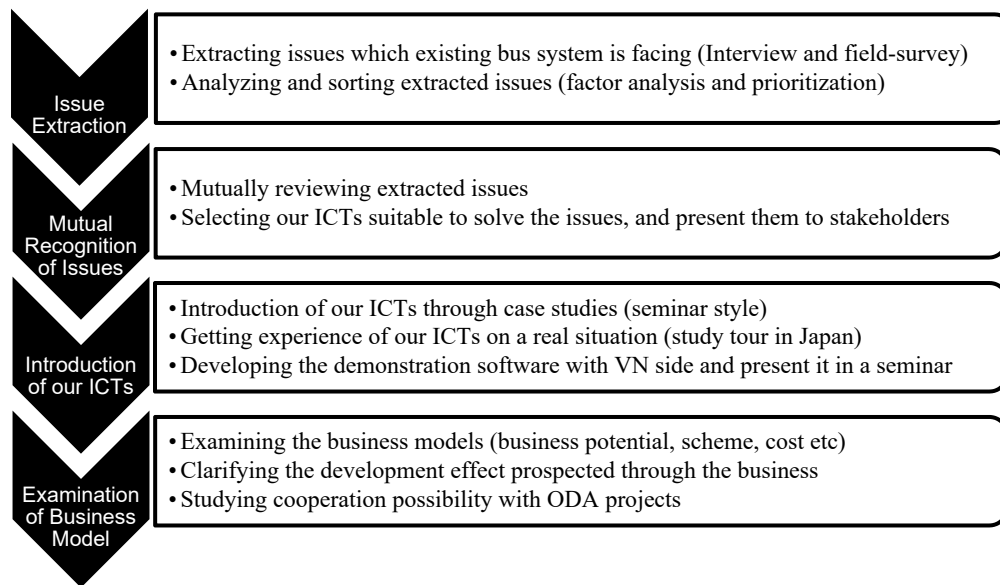 Issue
Extraction
•Extracting issues which existing bus system is facing (Interview and field-survey)
•Analyzing and sorting extracted issues (factor analysis and prioritization)
Mutual
Recognition
of Issues
•Mutually reviewing extracted issues
•Selecting our ICTs suitable to solve the issues, and present them to stakeholders
Introduction
of our ICTs
•Introduction of our ICTs through case studies (seminar style)
•Getting experience of our ICTs on a real situation (study tour in Japan)
•Developing the demonstration software with VN side and present it in a seminar
Examination
of Business
Model
•Examining the business models (business potential, scheme, cost etc)
•Clarifying the development effect prospected through the business
•Studying cooperation possibility with ODA projects